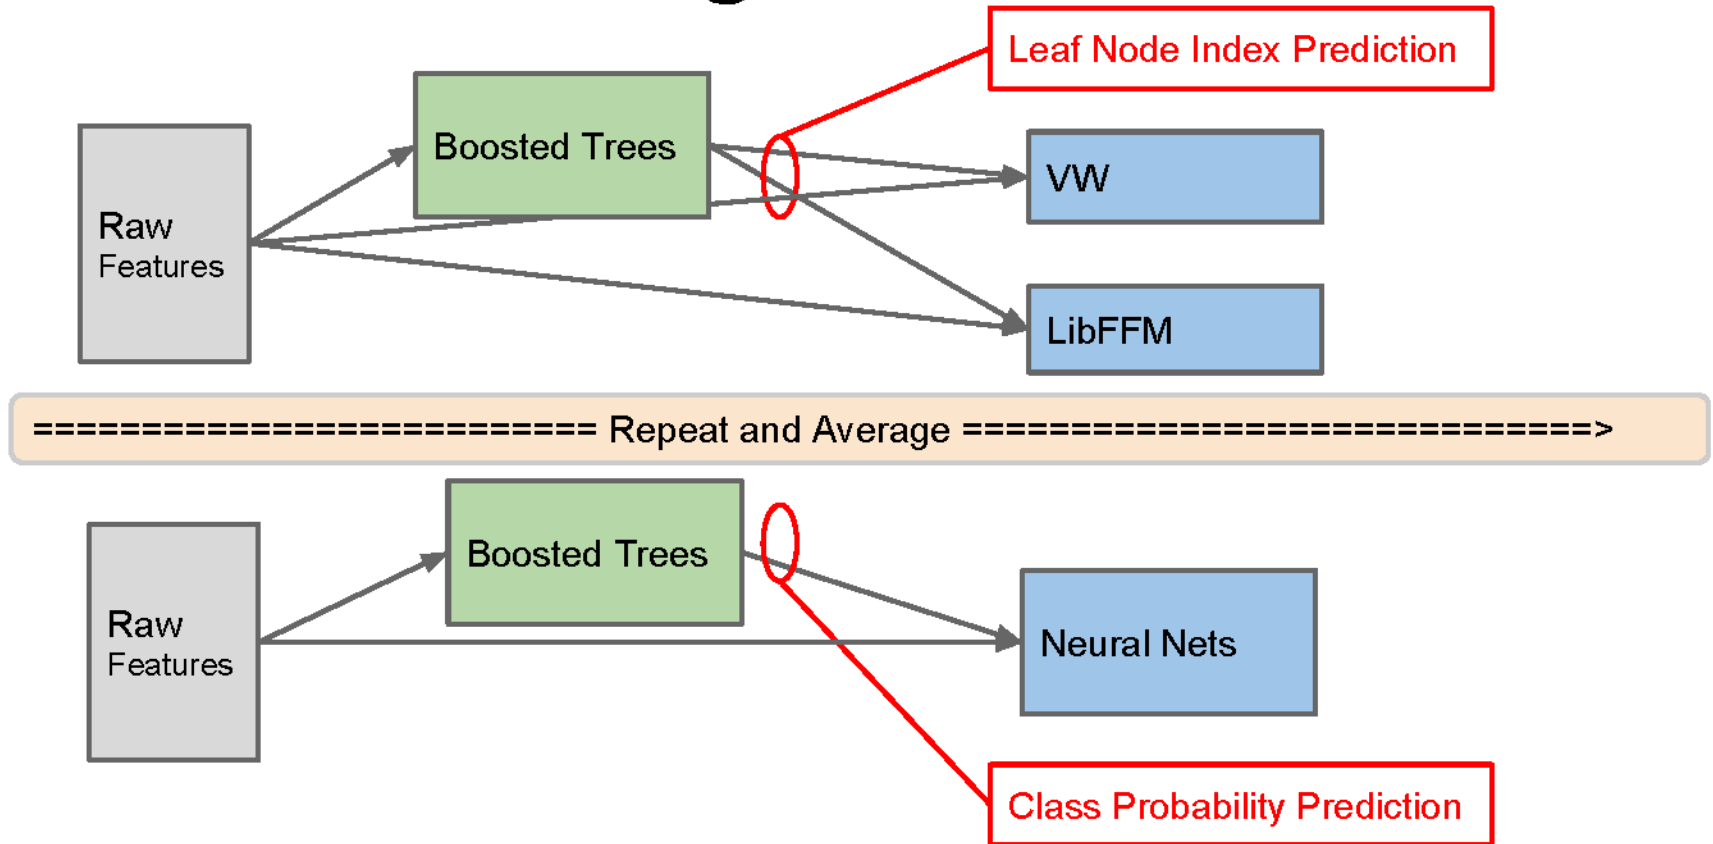 Leaf Node Index Prediction
Boosted Trees
VW
Raw
Features
LibFFM
========================== Repeat and Average =============================>
Boosted Trees
Raw
Features
Neural Nets
Class Probability Prediction